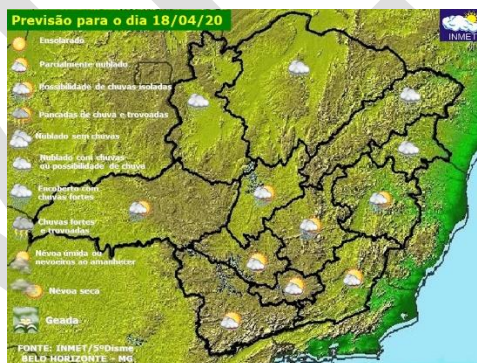 Previsão para o dia 18/04/20
INMET
Ensolarado
Parcialmente nublado
Possibilidade de chuvas isoladas
Pancadas de chuva e trovoadas
Nublado sem chuvas
Nublado com chuvas
ou possibilidade de chuva
Encoberto com
chuvas fortes
Chuvas fortes
e trovoadas
Névoa úmida ou
nevoeiros ao amanhecer
Névoa seca
Geada
FONTE: INMET/5ºDisme
BELO HORIZONTE - MG